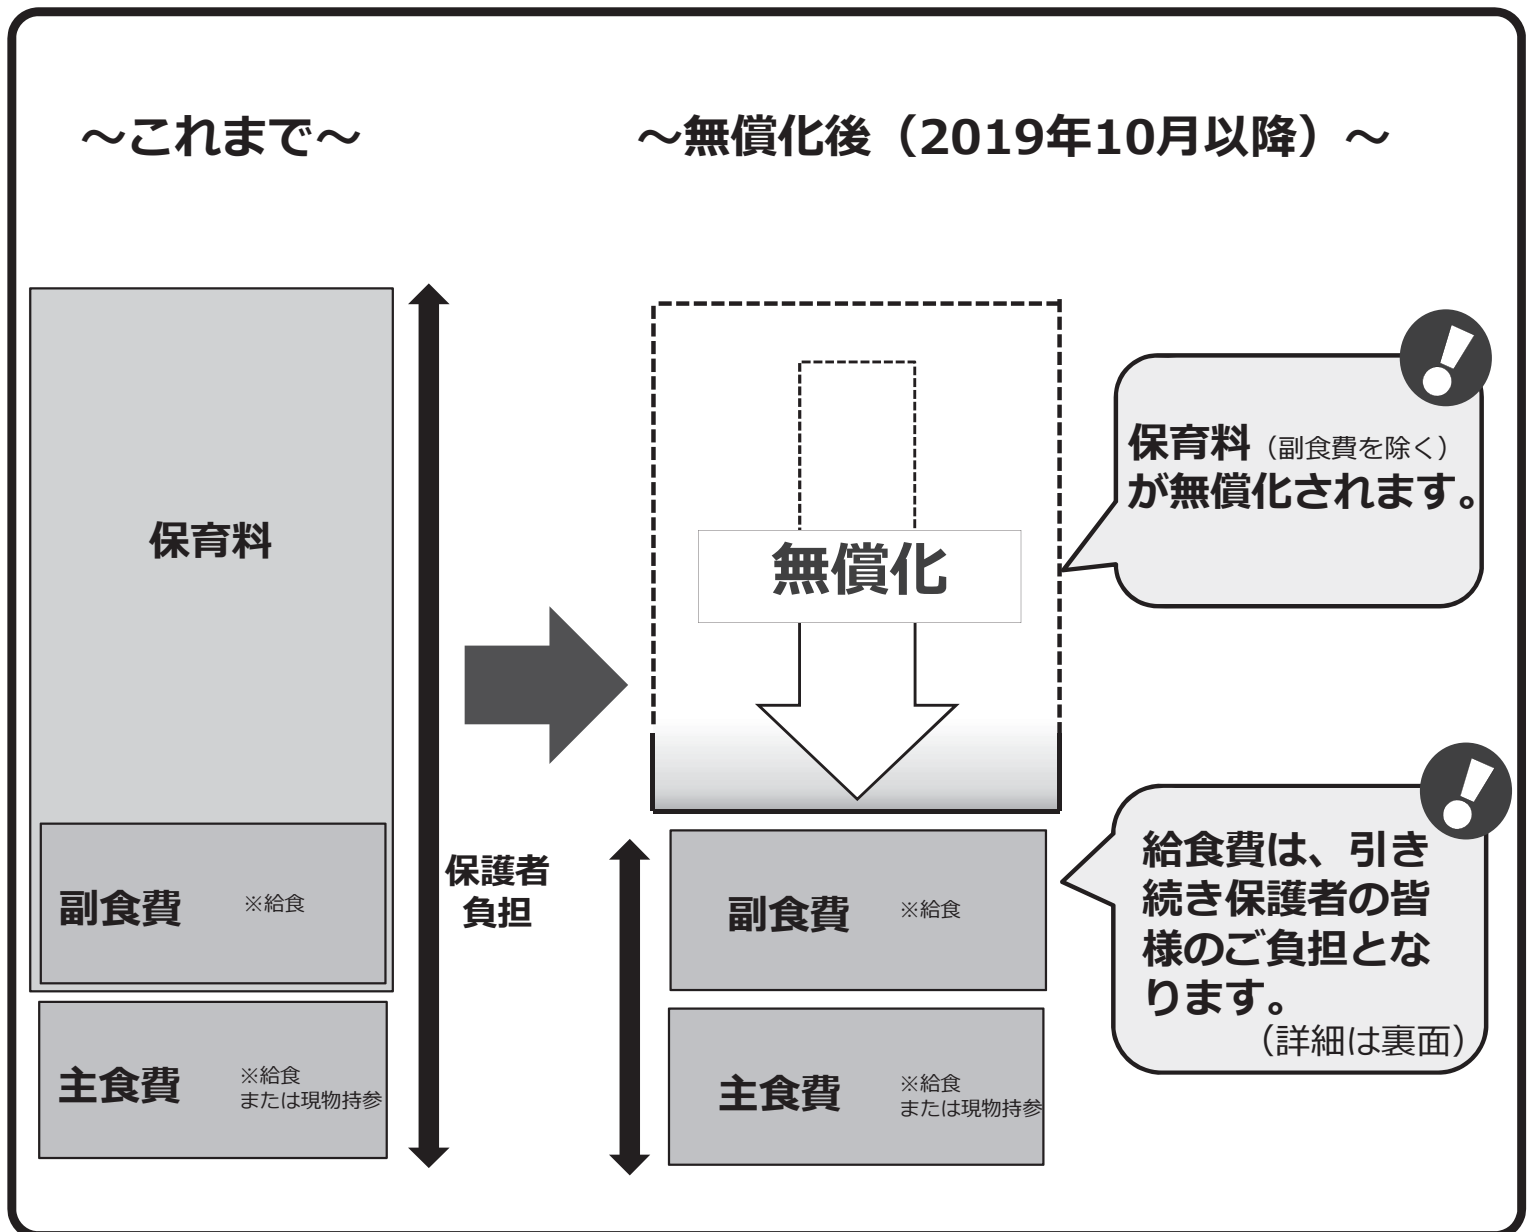 ～これまで～
～無償化後（2019年10月以降）～
保育料
副食費
※給食
主食費
※給食
または現物持参
保護者
負担
無償化
副食費
※給食
主食費
※給食
または現物持参
保育料（副食費を除く）
が無償化されます。
給食費は、引き
続き保護者の皆
様のご負担とな
ります。
（詳細は裏面）